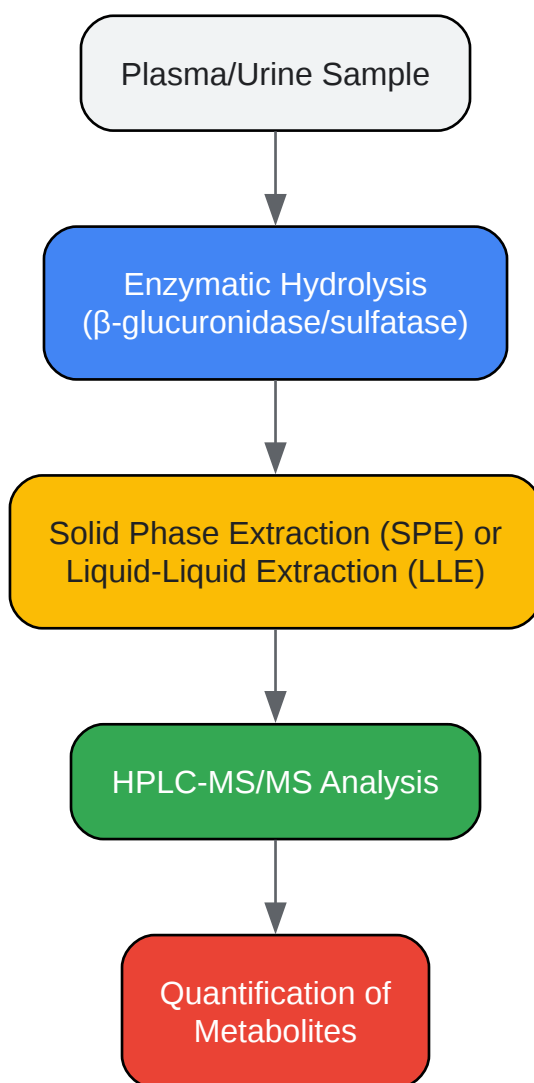 Plasma/Urine Sample
Enzymatic Hydrolysis
(β-glucuronidase/sulfatase)
Solid Phase Extraction (SPE) or
Liquid-Liquid Extraction (LLE)
HPLC-MS/MS Analysis
Quantification of
Metabolites